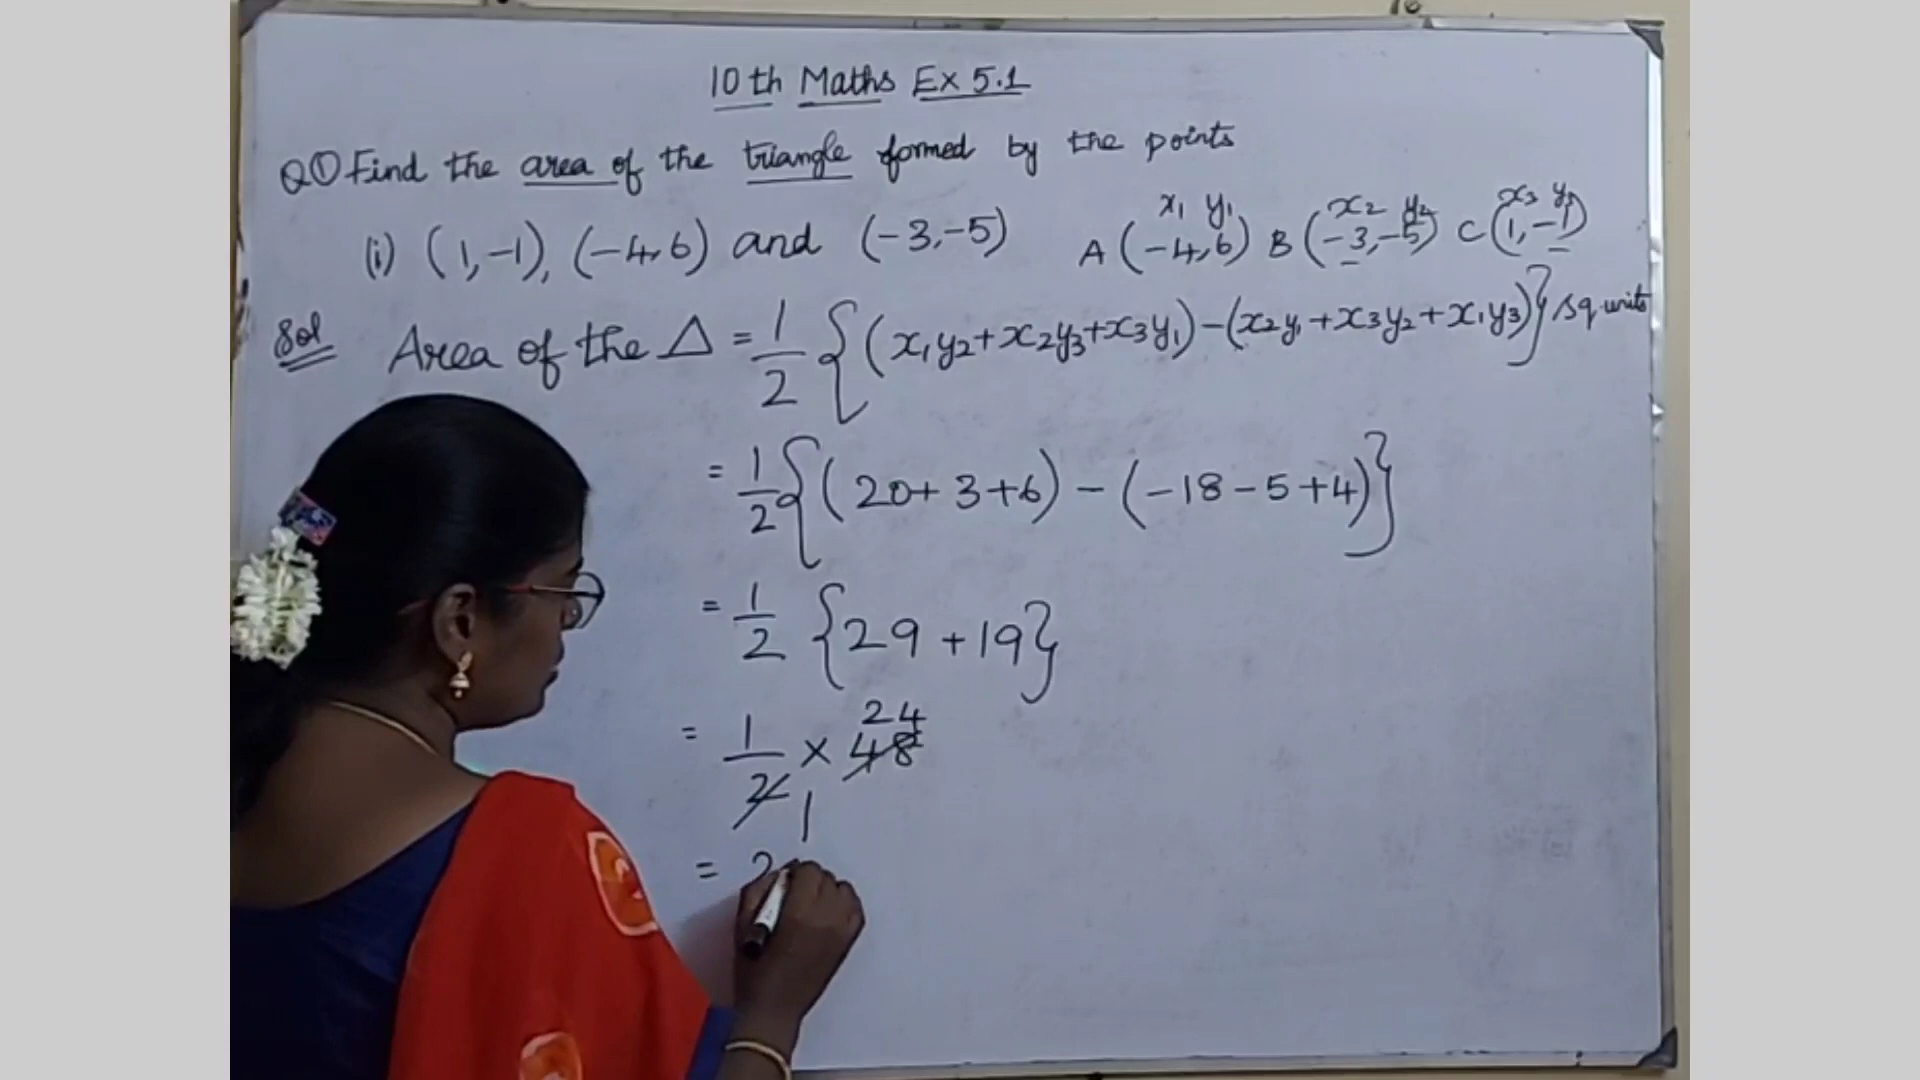 10th Maths Ex 5.1
Q① Find the area of the triangle formed by the points
(i) (1,-1), (-4,6) and (-3,-5)
x₁ y₁ x₂ y₂ x₃ y₃
A (-4,6) B (-3,-5) C (1,-1)
Sol Area of the Δ = 1/2 {(x₁y₂+x₂y₃+x₃y₁)-(x₂y₁+x₃y₂+x₁y₃)} sq.units
= 1/2 {(20+3+6)-(-18-5+4)}
= 1/2 {29+19}
24
= 1/2 × 48
1
= 2